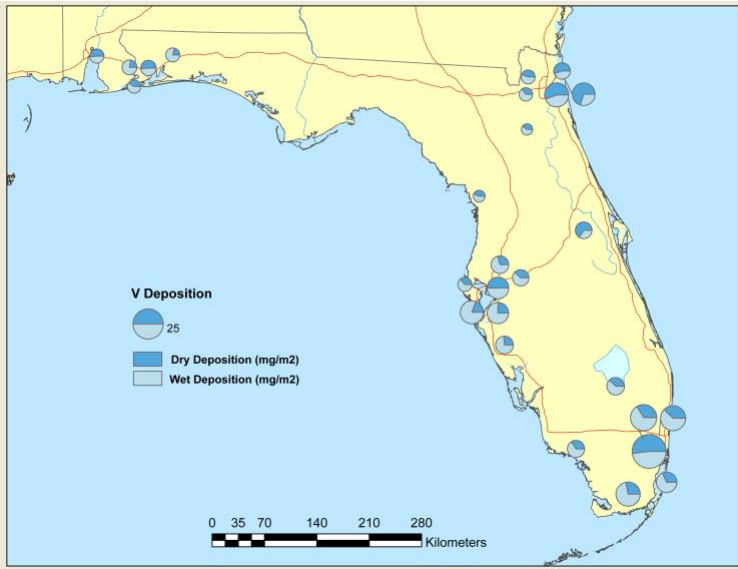 V Deposition
25
Dry Deposition (mg/m2)
Wet Deposition (mg/m2)
0 35 70 140 210 280
Kilometers